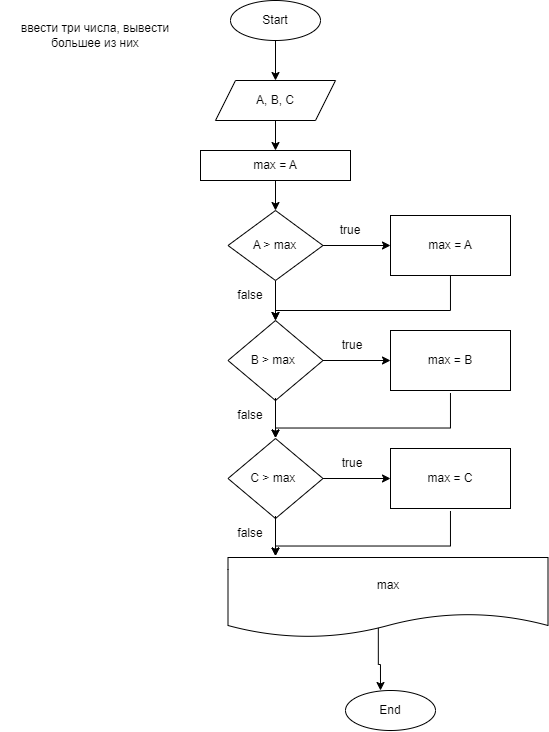 ввести три числа, вывести
большее из них
Start
A, B, C
max = A
A > max
true
max = A
false
B > max
true
max = B
false
C > max
true
max = C
false
max
End